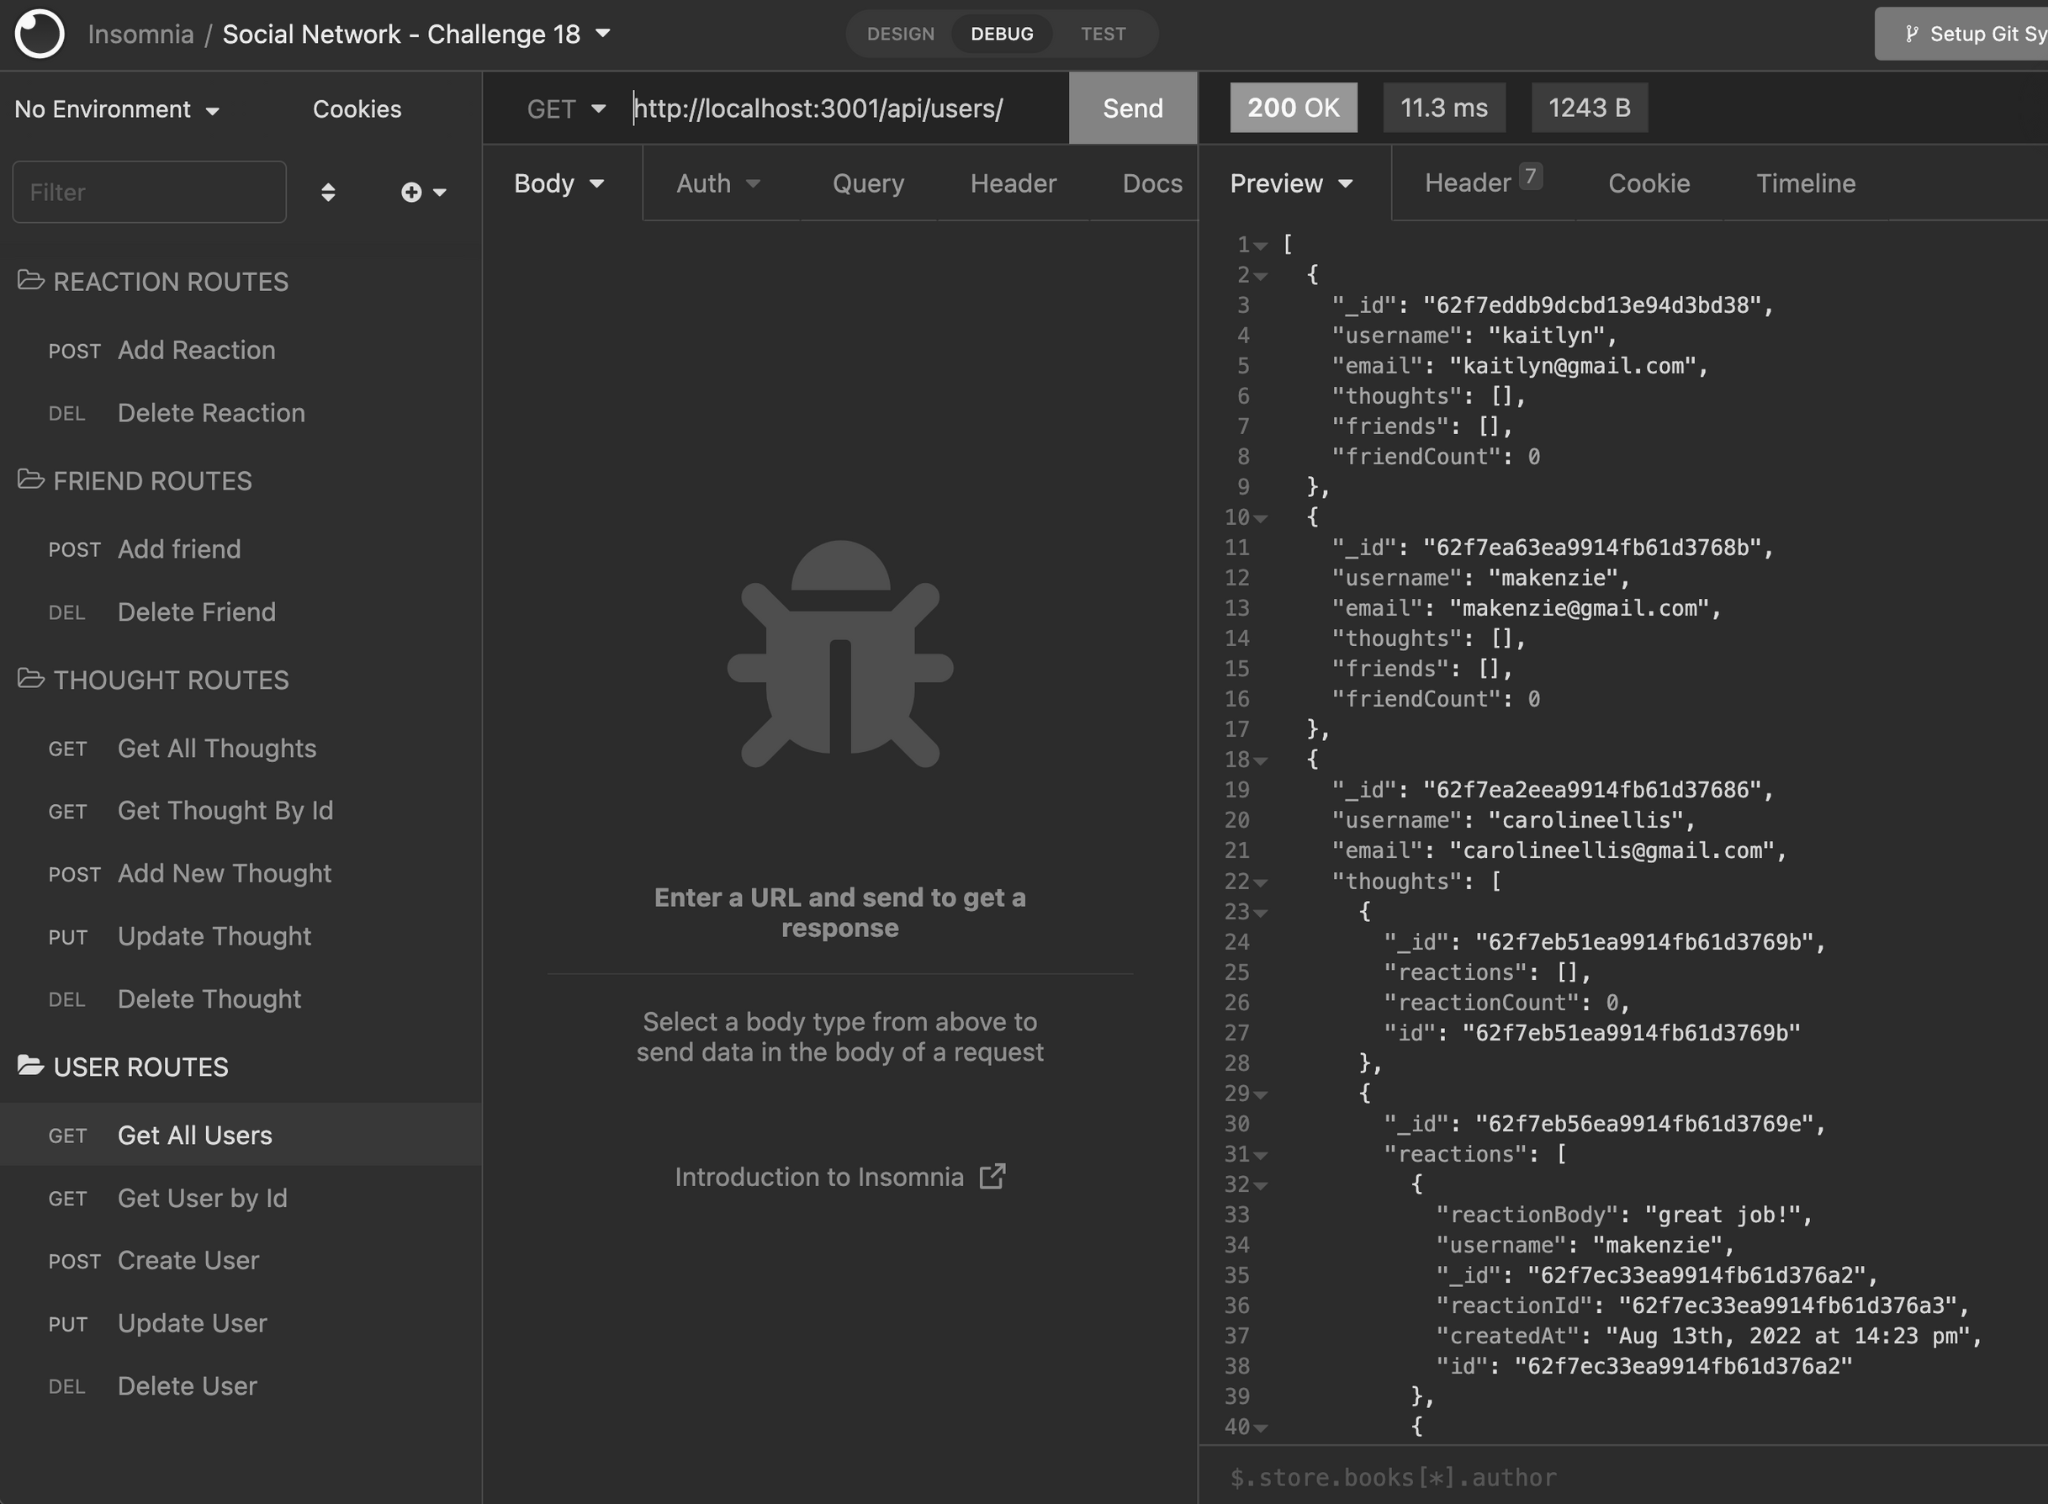 Insomnia / Social Network - Challenge 18
DESIGN DEBUG TEST
Setup Git Sy
No Environment Cookies
Filter
REACTION ROUTES
POST Add Reaction
DEL Delete Reaction
FRIEND ROUTES
POST Add friend
DEL Delete Friend
THOUGHT ROUTES
GET Get All Thoughts
GET Get Thought By Id
POST Add New Thought
PUT Update Thought
DEL Delete Thought
USER ROUTES
GET Get All Users
GET Get User by Id
POST Create User
PUT Update User
DEL Delete User
GET http://localhost:3001/api/users/ Send
Body Auth Query Header Docs
Enter a URL and send to get a
response
Select a body type from above to
send data in the body of a request
Introduction to Insomnia
200 OK 11.3 ms 1243 B
Preview Header 7 Cookie Timeline
1 [
2 {
3 "_id": "62f7eddb9dcbd13e94d3bd38",
4 "username": "kaitlyn",
5 "email": "kaitlyn@gmail.com",
6 "thoughts": [],
7 "friends": [],
8 "friendCount": 0
9 },
10 {
11 "_id": "62f7ea63ea9914fb61d3768b",
12 "username": "makenzie",
13 "email": "makenzie@gmail.com",
14 "thoughts": [],
15 "friends": [],
16 "friendCount": 0
17 },
18 {
19 "_id": "62f7ea2eea9914fb61d37686",
20 "username": "carolineellis",
21 "email": "carolineellis@gmail.com",
22 "thoughts": [
23 {
24 "_id": "62f7eb51ea9914fb61d3769b",
25 "reactions": [],
26 "reactionCount": 0,
27 "id": "62f7eb51ea9914fb61d3769b"
28 },
29 {
30 "_id": "62f7eb56ea9914fb61d3769e",
31 "reactions": [
32 {
33 "reactionBody": "great job!",
34 "username": "makenzie",
35 "_id": "62f7ec33ea9914fb61d376a2",
36 "reactionId": "62f7ec33ea9914fb61d376a3",
37 "createdAt": "Aug 13th, 2022 at 14:23 pm",
38 "id": "62f7ec33ea9914fb61d376a2"
39 },
40 {
$.store.books[*].author